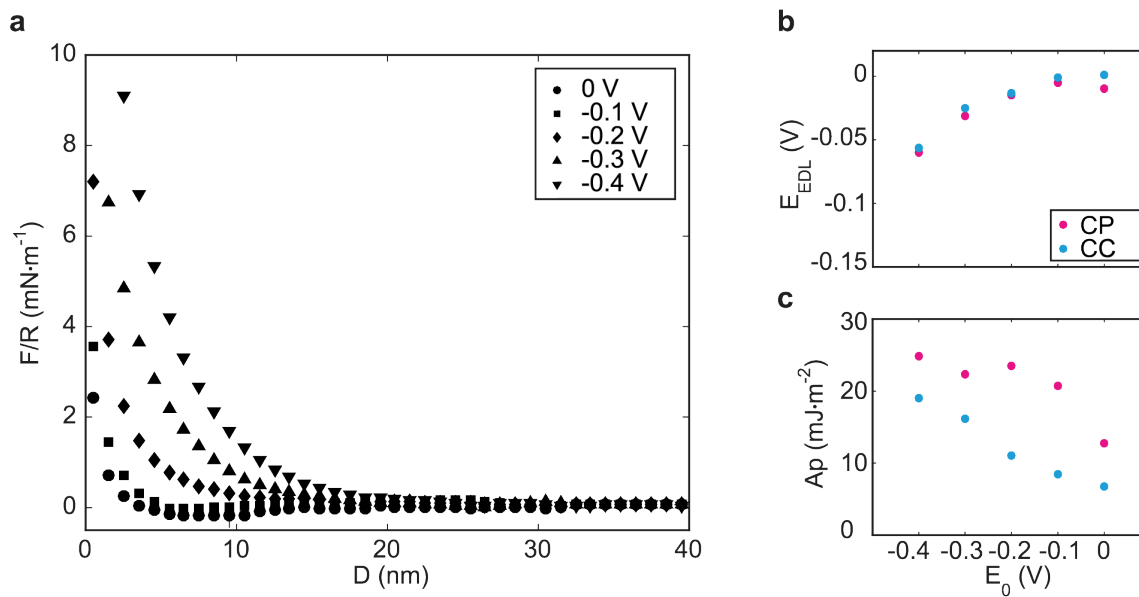 a
10
8
6
4
2
0
F/R (mN·m⁻¹)
0 V
-0.1 V
-0.2 V
-0.3 V
-0.4 V
0
10
20
30
40
D (nm)
b
0
-0.05
-0.1
-0.15
E_EDL (V)
CP
CC
c
30
20
10
0
Ap (mJ·m⁻²)
-0.4
-0.3
-0.2
-0.1
0
E₀ (V)